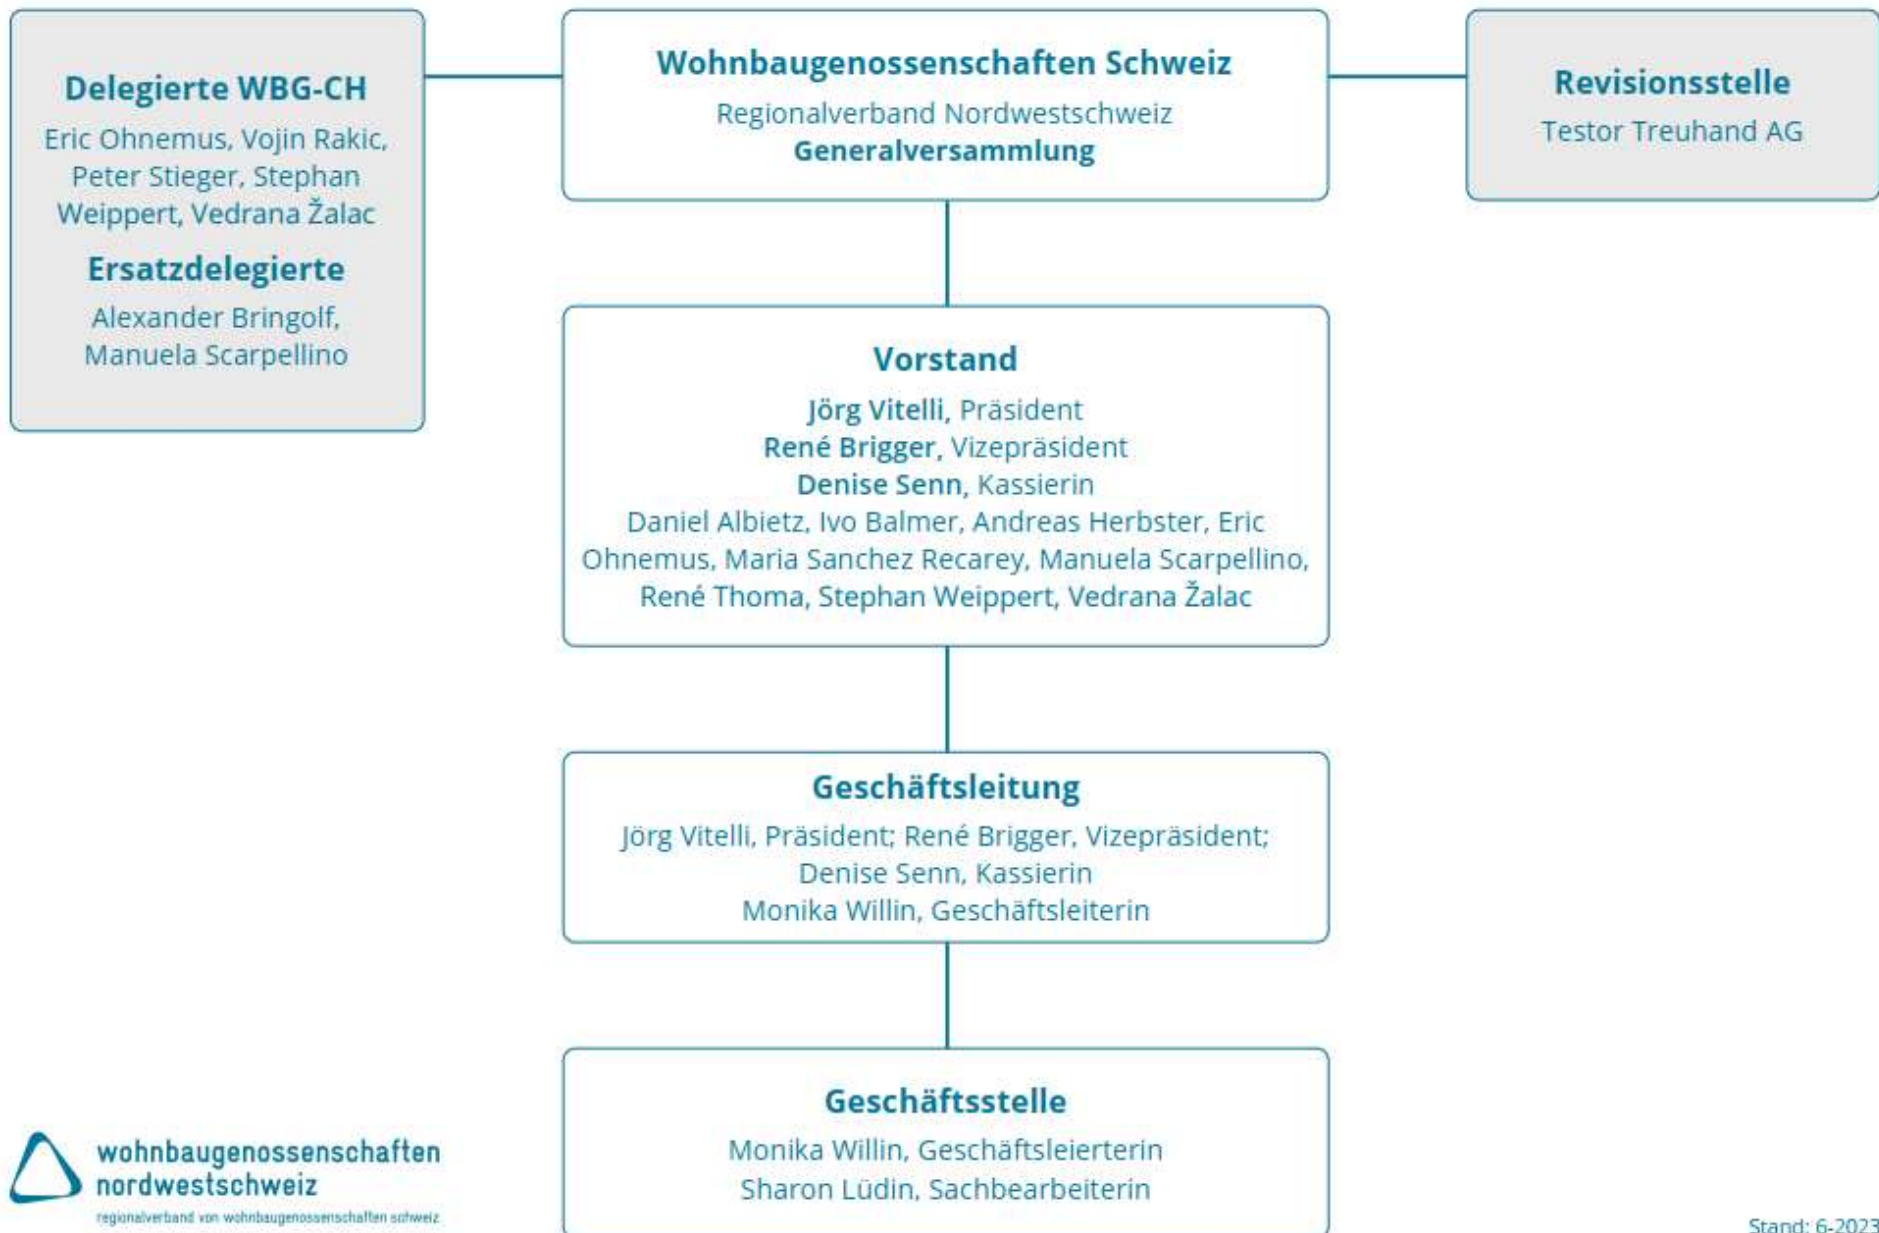 Delegierte WBG-CH
Eric Ohnemus, Vojin Rakic,
Peter Stieger, Stephan
Weippert, Vedrana Žalac
Ersatzdelegierte
Alexander Bringolf,
Manuela Scarpellino
Wohnbaugenossenschaften Schweiz
Regionalverband Nordwestschweiz
Generalversammlung
Revisionsstelle
Testor Treuhand AG
Vorstand
Jörg Vitelli, Präsident
René Brigger, Vizepräsident
Denise Senn, Kassierin
Daniel Albietz, Ivo Balmer, Andreas Herbster, Eric
Ohnemus, Maria Sanchez Recarey, Manuela Scarpellino,
René Thoma, Stephan Weippert, Vedrana Žalac
Geschäftsleitung
Jörg Vitelli, Präsident; René Brigger, Vizepräsident;
Denise Senn, Kassierin
Monika Willin, Geschäftsleiterin
Geschäftsstelle
Monika Willin, Geschäftsleierterin
Sharon Lüdin, Sachbearbeiterin
wohnbaugenossenschaften
nordwestschweiz
regionalverband von wohnbaugenossenschaften schweiz
Stand: 6-2023